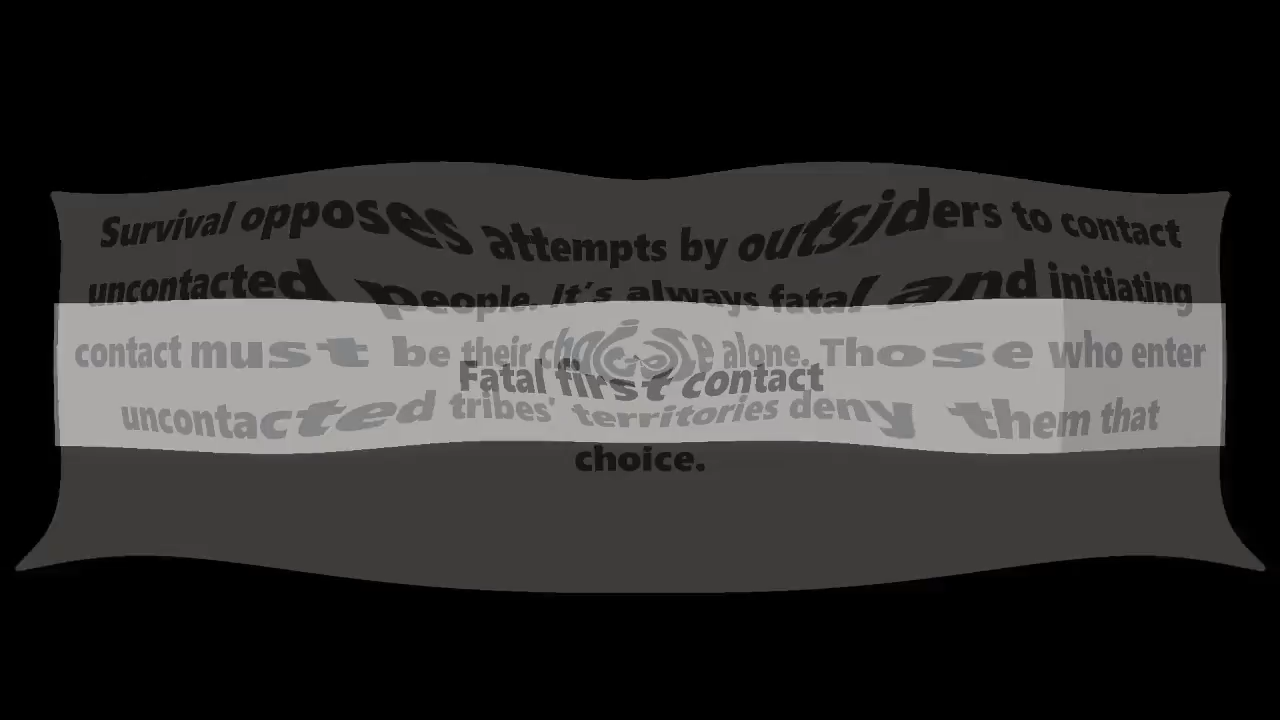 Survival opposes attempts by outsiders to contact
uncontacted people. It's always fatal and initiating
contact must be their choice alone. Those who enter
Fatal first contact
uncontacted tribes' territories deny them that
choice.